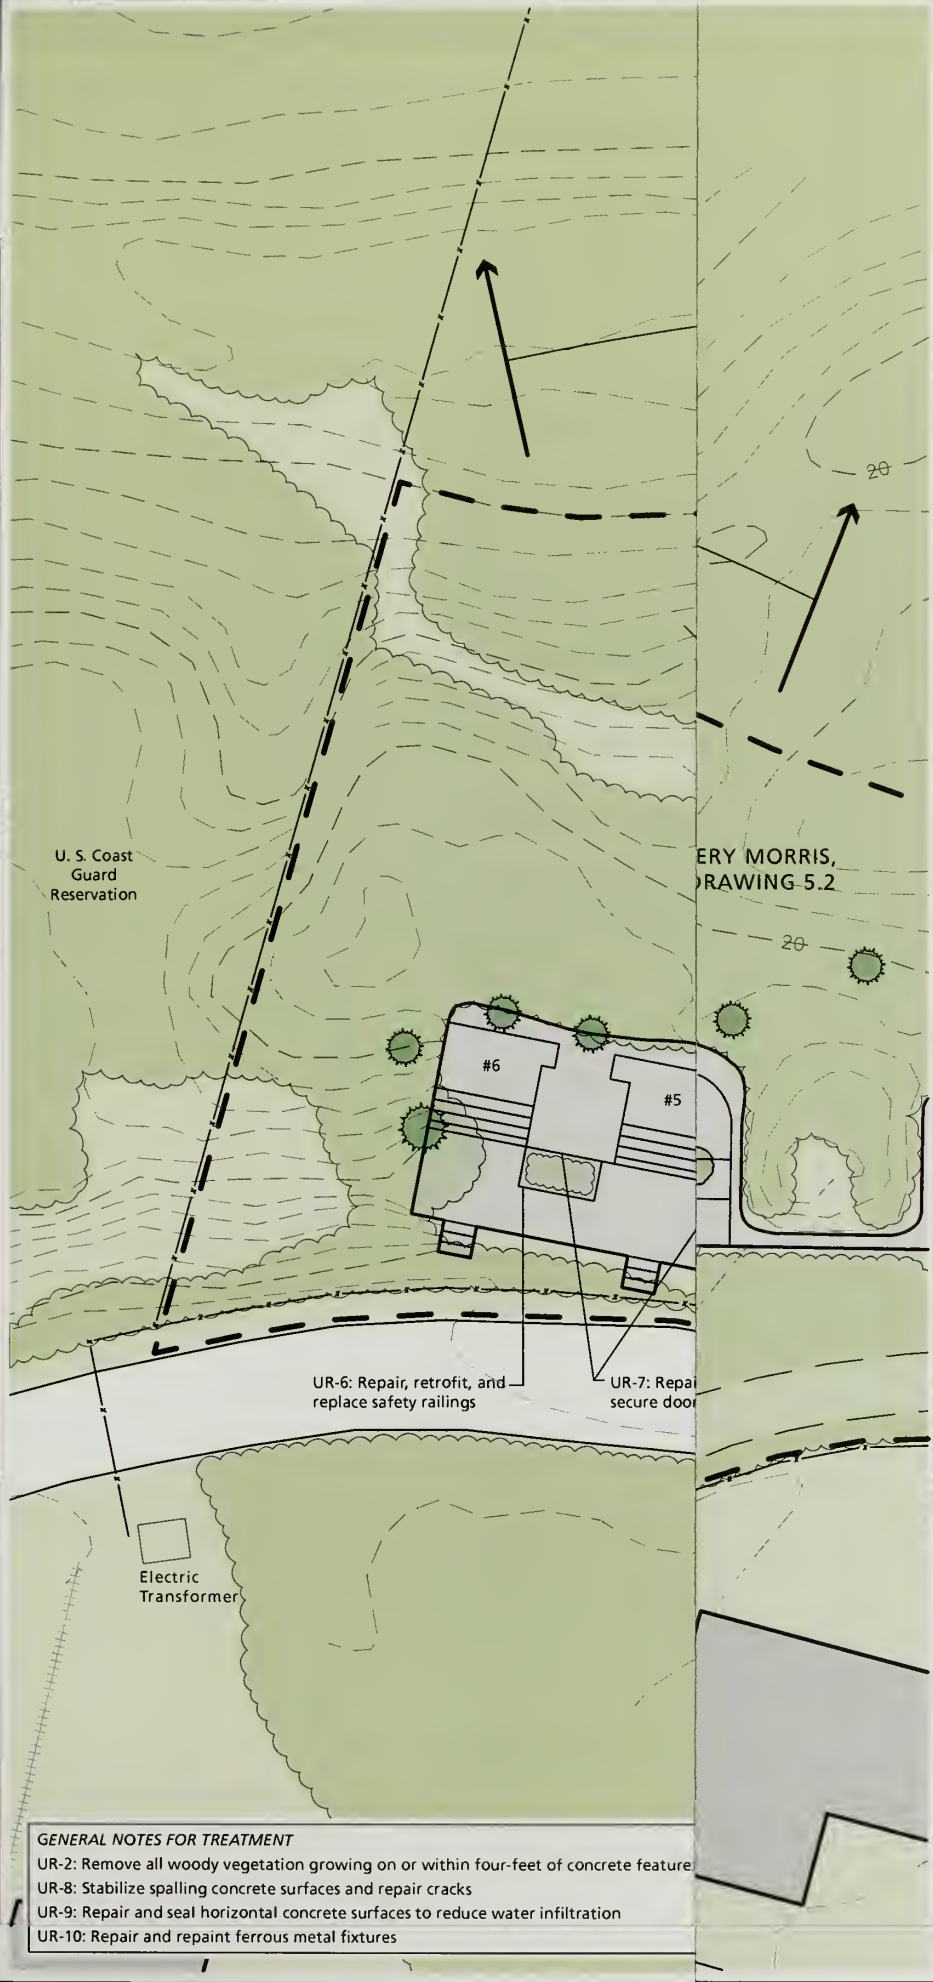 20
U. S. Coast
Guard
Reservation
ERY MORRIS,
RAWING 5.2
20
#6
#5
UR-6: Repair, retrofit, and
replace safety railings
UR-7: Repai
secure door
Electric
Transformer
GENERAL NOTES FOR TREATMENT
UR-2: Remove all woody vegetation growing on or within four-feet of concrete feature
UR-8: Stabilize spalling concrete surfaces and repair cracks
UR-9: Repair and seal horizontal concrete surfaces to reduce water infiltration
UR-10: Repair and repaint ferrous metal fixtures